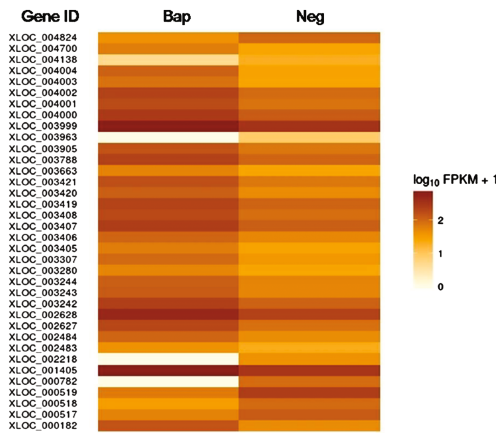 Gene ID Bap Neg
XLOC_004824
XLOC_004700
XLOC_004138
XLOC_004004
XLOC_004003
XLOC_004002
XLOC_004001
XLOC_004000
XLOC_003999
XLOC_003963
XLOC_003905
XLOC_003788
XLOC_003663
XLOC_003421
XLOC_003420
XLOC_003419
XLOC_003408
XLOC_003407
XLOC_003406
XLOC_003405
XLOC_003307
XLOC_003280
XLOC_003244
XLOC_003243
XLOC_003242
XLOC_002628
XLOC_002627
XLOC_002484
XLOC_002483
XLOC_002218
XLOC_001405
XLOC_000782
XLOC_000519
XLOC_000518
XLOC_000517
XLOC_000182
log10 FPKM + 1
2
1
0